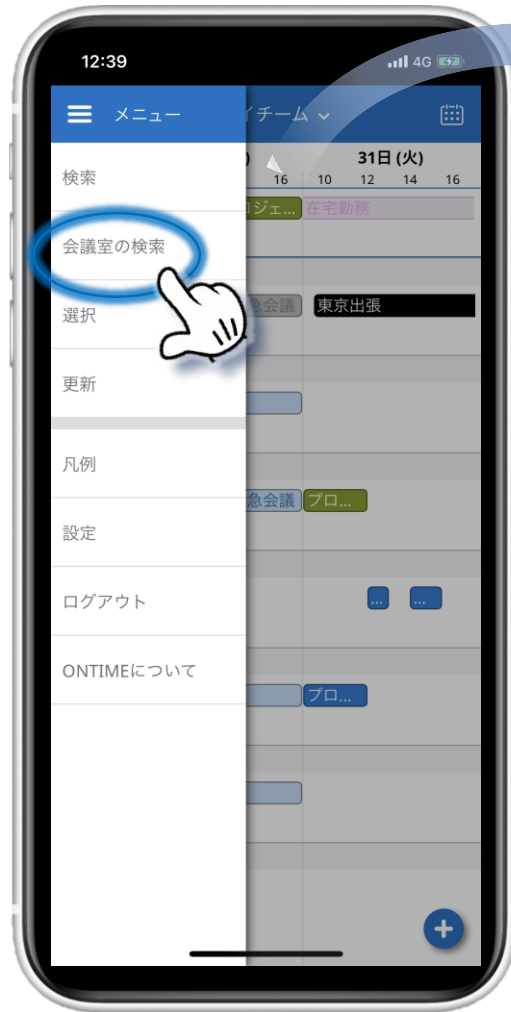 12:39
4G
メニュー
イチーム
31日 (火)
16 10 12 14 16
検索
ジェ... 在宅勤務
会議室の検索
選択
急会議 東京出張
更新
凡例
急会議 プロ...
設定
ログアウト
... ...
ONTIMEについて
プロ...